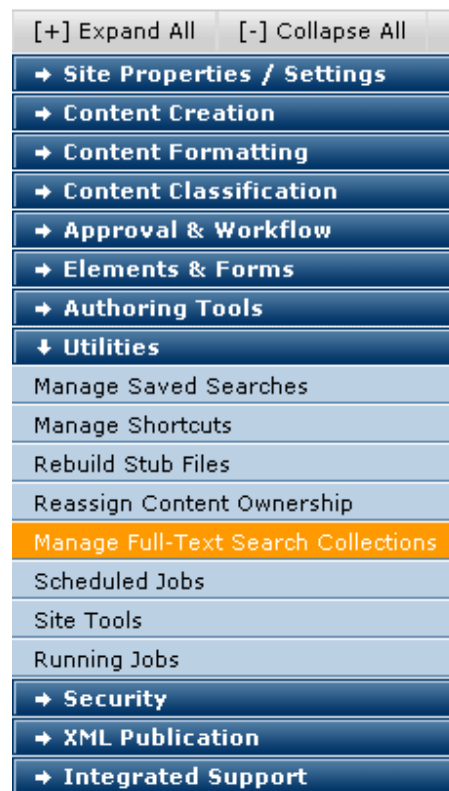 [+] Expand All [-] Collapse All
→ Site Properties / Settings
→ Content Creation
→ Content Formatting
→ Content Classification
→ Approval & Workflow
→ Elements & Forms
→ Authoring Tools
↓ Utilities
Manage Saved Searches
Manage Shortcuts
Rebuild Stub Files
Reassign Content Ownership
Manage Full-Text Search Collections
Scheduled Jobs
Site Tools
Running Jobs
→ Security
→ XML Publication
→ Integrated Support